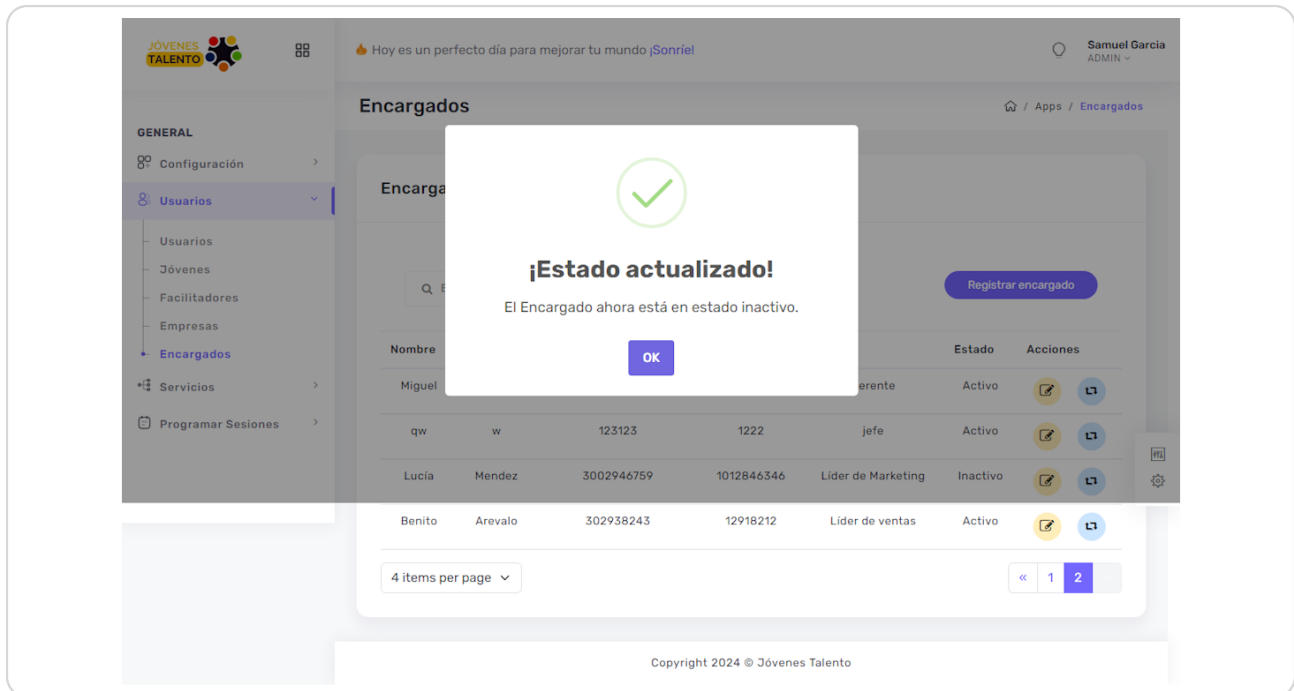 JÓVENES
TALENTO
Hoy es un perfecto día para mejorar tu mundo ¡Sonríe!
Samuel Garcia
ADMIN
Encargados
/ Apps / Encargados
GENERAL
Configuración
Usuarios
Usuarios
Jóvenes
Facilitadores
Empresas
Encargados
Servicios
Programar Sesiones
Encarga
¡Estado actualizado!
El Encargado ahora está en estado inactivo.
OK
Registrar encargado
Nombre Estado Acciones
Miguel erente Activo
qw w 123123 1222 jefe Activo
Lucía Mendez 3002946759 1012846346 Líder de Marketing Inactivo
Benito Arevalo 302938243 12918212 Líder de ventas Activo
4 items per page
« 1 2
Copyright 2024 © Jóvenes Talento